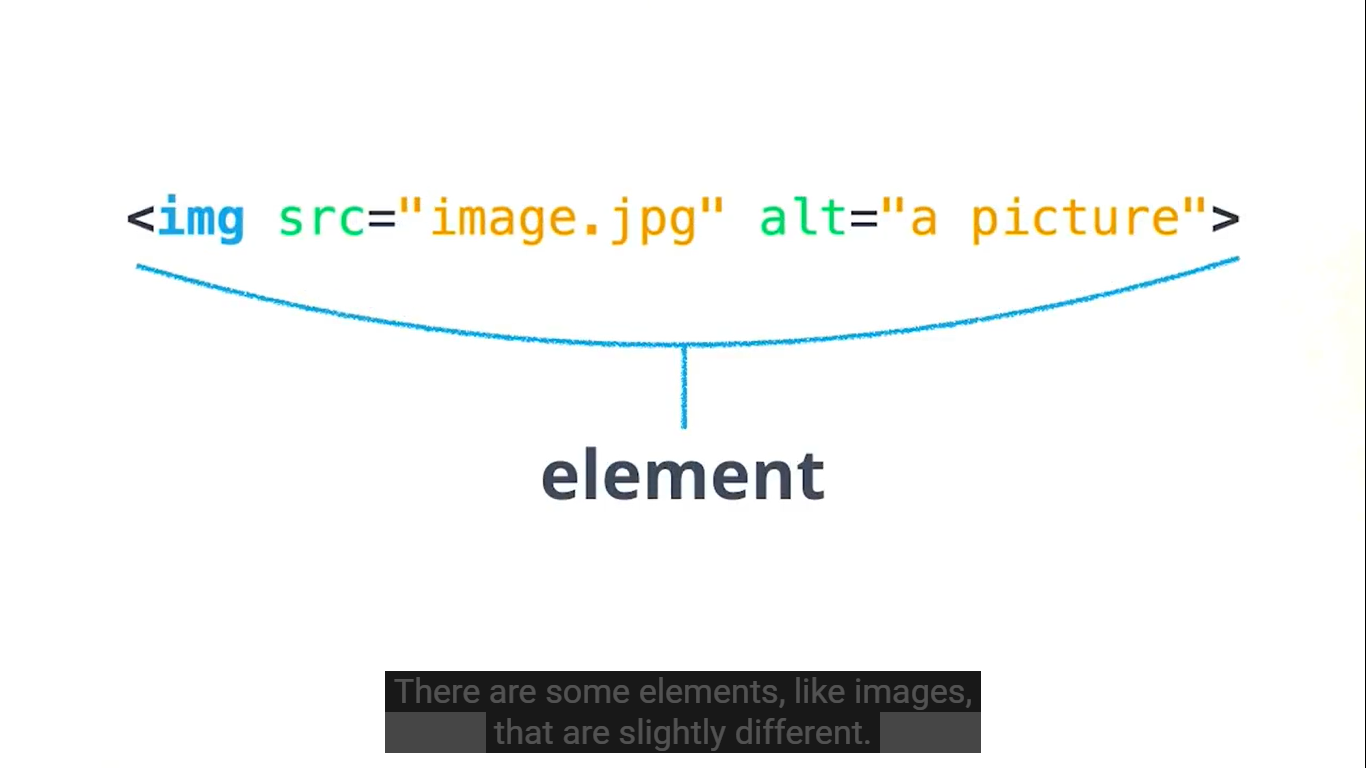 <img src="image.jpg" alt="a picture">
element
There are some elements, like images,
that are slightly different.